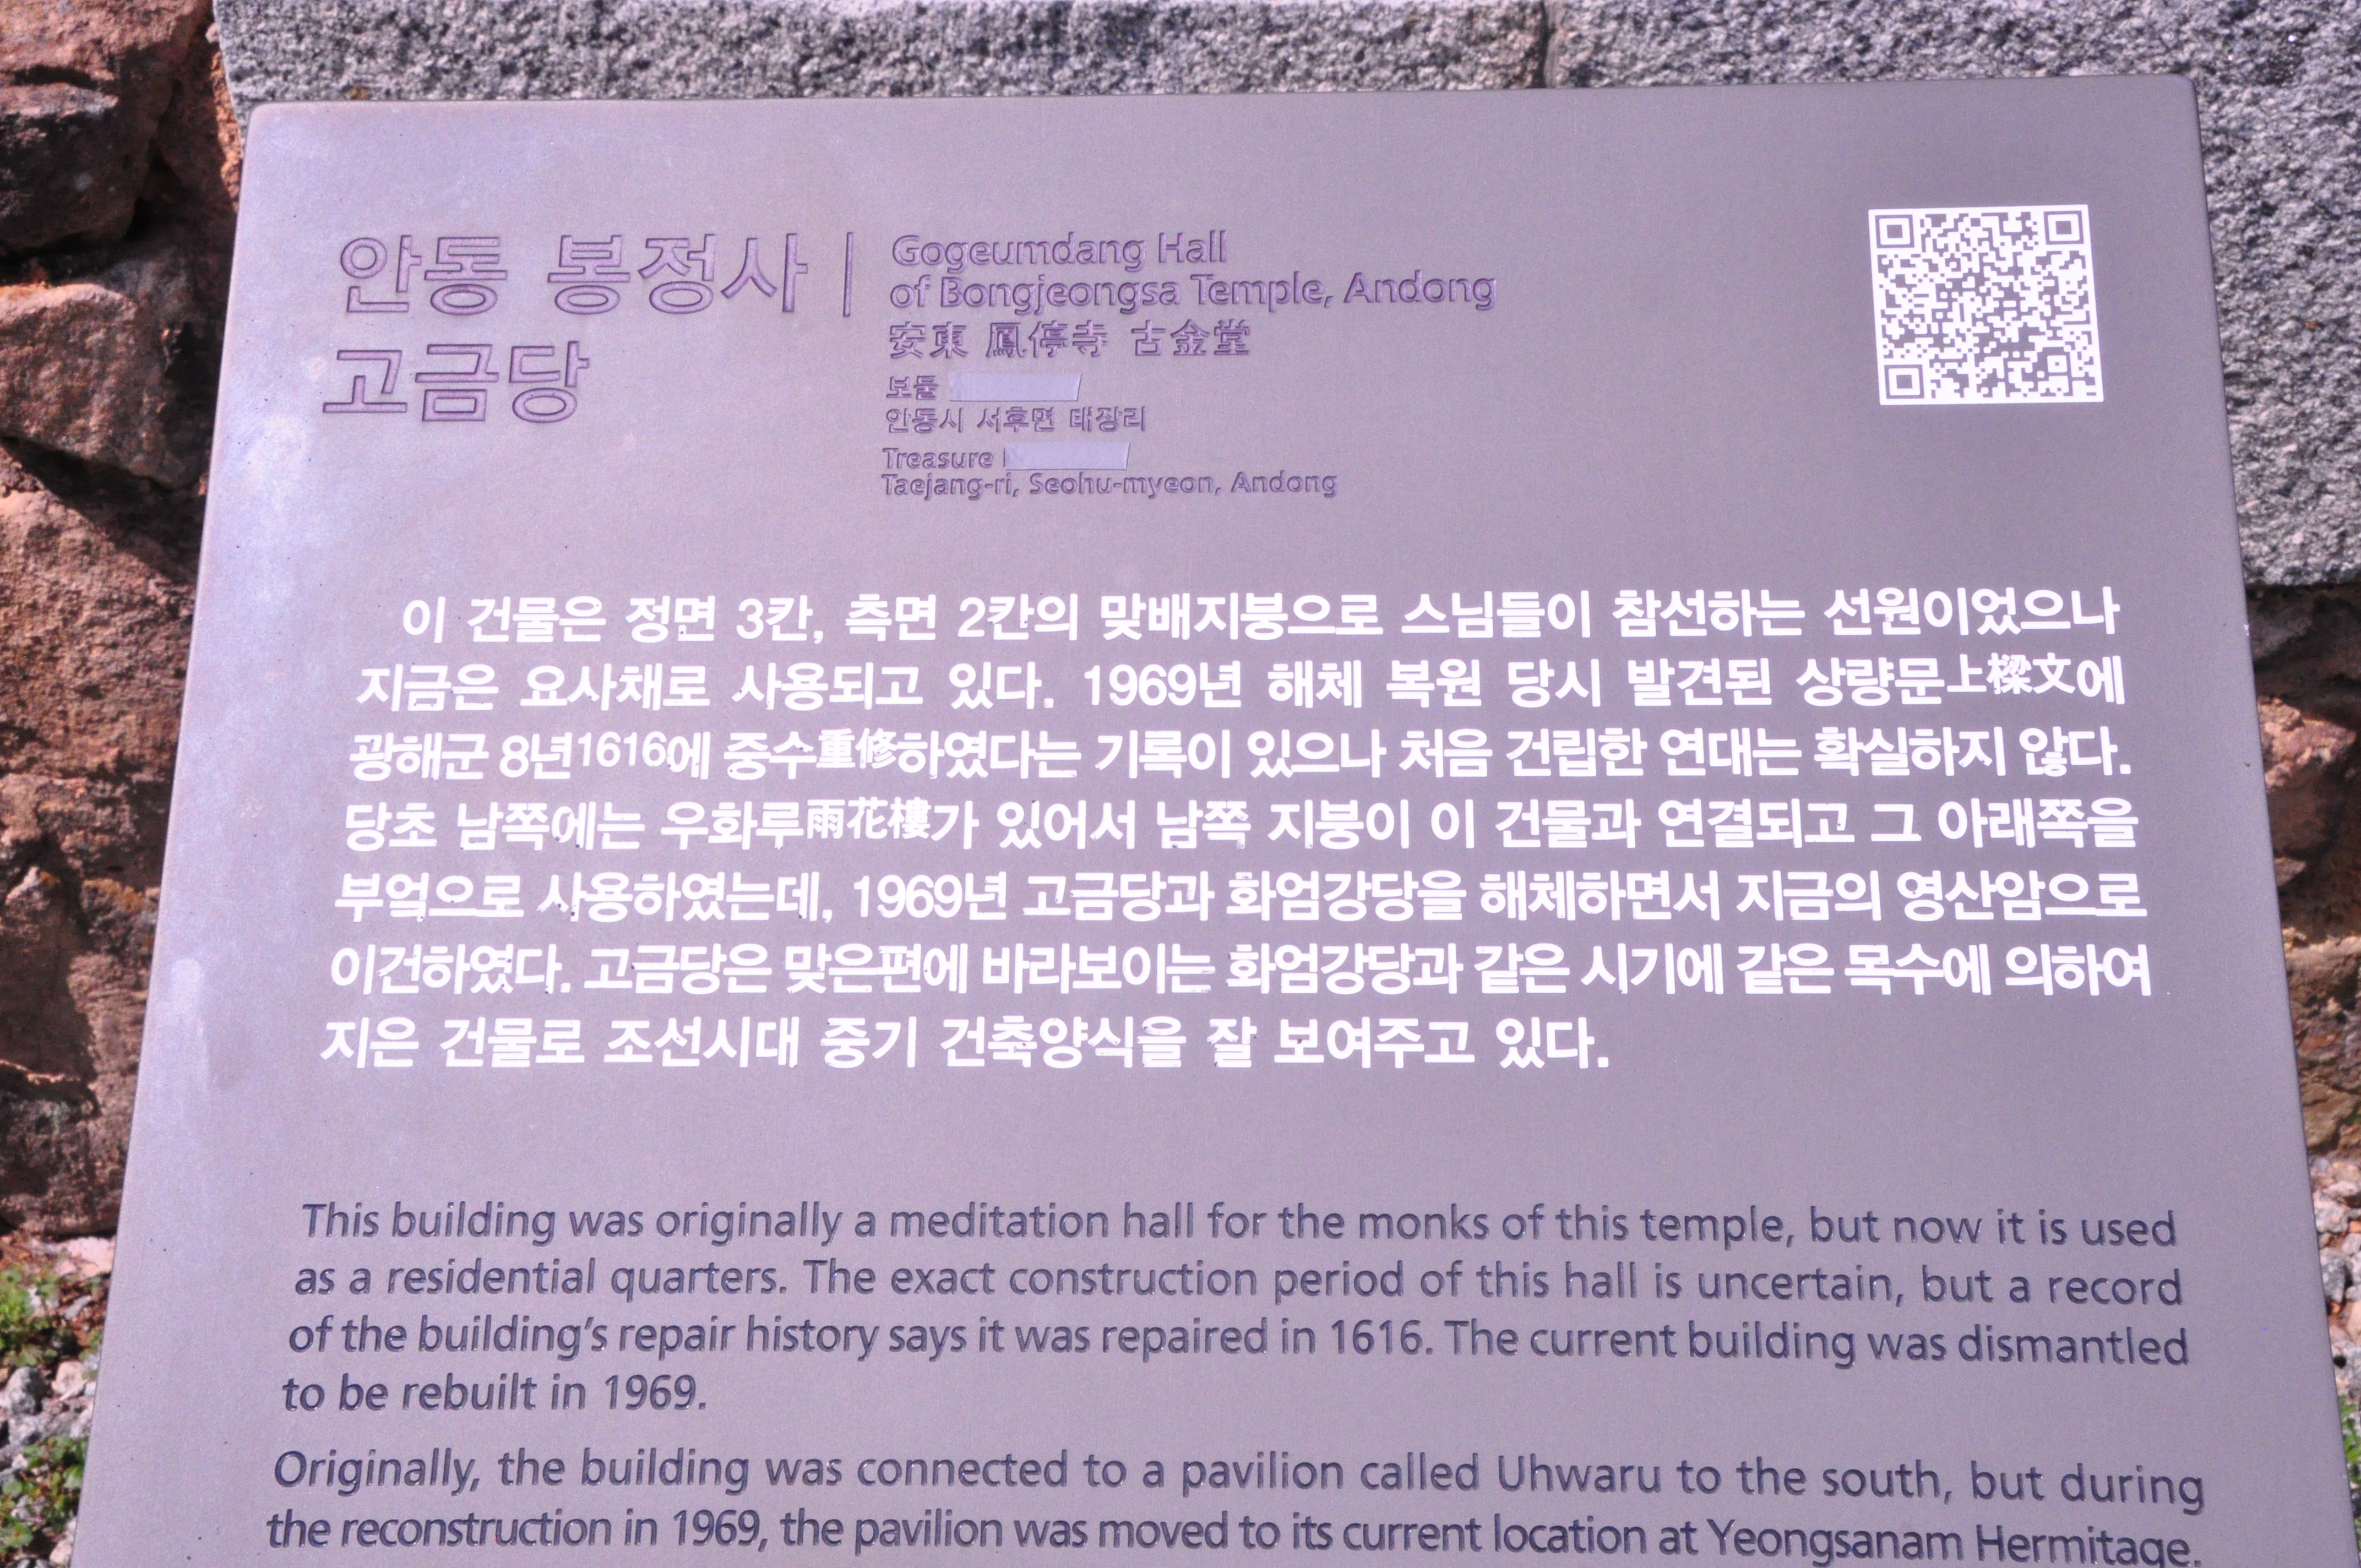 안동 봉정사
고금당
Gogeumdang Hall
of Bongjeongsa Temple, Andong
安東 鳳停寺 古金堂
보물
안동시 서후면 태장리
Treasure
Taejang-ri, Seohu-myeon, Andong
이 건물은 정면 3칸, 측면 2칸의 맞배지붕으로 스님들이 참선하는 선원이었으나
지금은 요사채로 사용되고 있다. 1969년 해체 복원 당시 발견된 상량문上樑文에
광해군 8년1616에 중수重修하였다는 기록이 있으나 처음 건립한 연대는 확실하지 않다.
당초 남쪽에는 우화루雨花樓가 있어서 남쪽 지붕이 이 건물과 연결되고 그 아래쪽을
부엌으로 사용하였는데, 1969년 고금당과 화엄강당을 해체하면서 지금의 영산암으로
이건하였다. 고금당은 맞은편에 바라보이는 화엄강당과 같은 시기에 같은 목수에 의하여
지은 건물로 조선시대 중기 건축양식을 잘 보여주고 있다.
This building was originally a meditation hall for the monks of this temple, but now it is used
as a residential quarters. The exact construction period of this hall is uncertain, but a record
of the building's repair history says it was repaired in 1616. The current building was dismantled
to be rebuilt in 1969.
Originally, the building was connected to a pavilion called Uhwaru to the south, but during
the reconstruction in 1969, the pavilion was moved to its current location at Yeongsanam Hermitage.